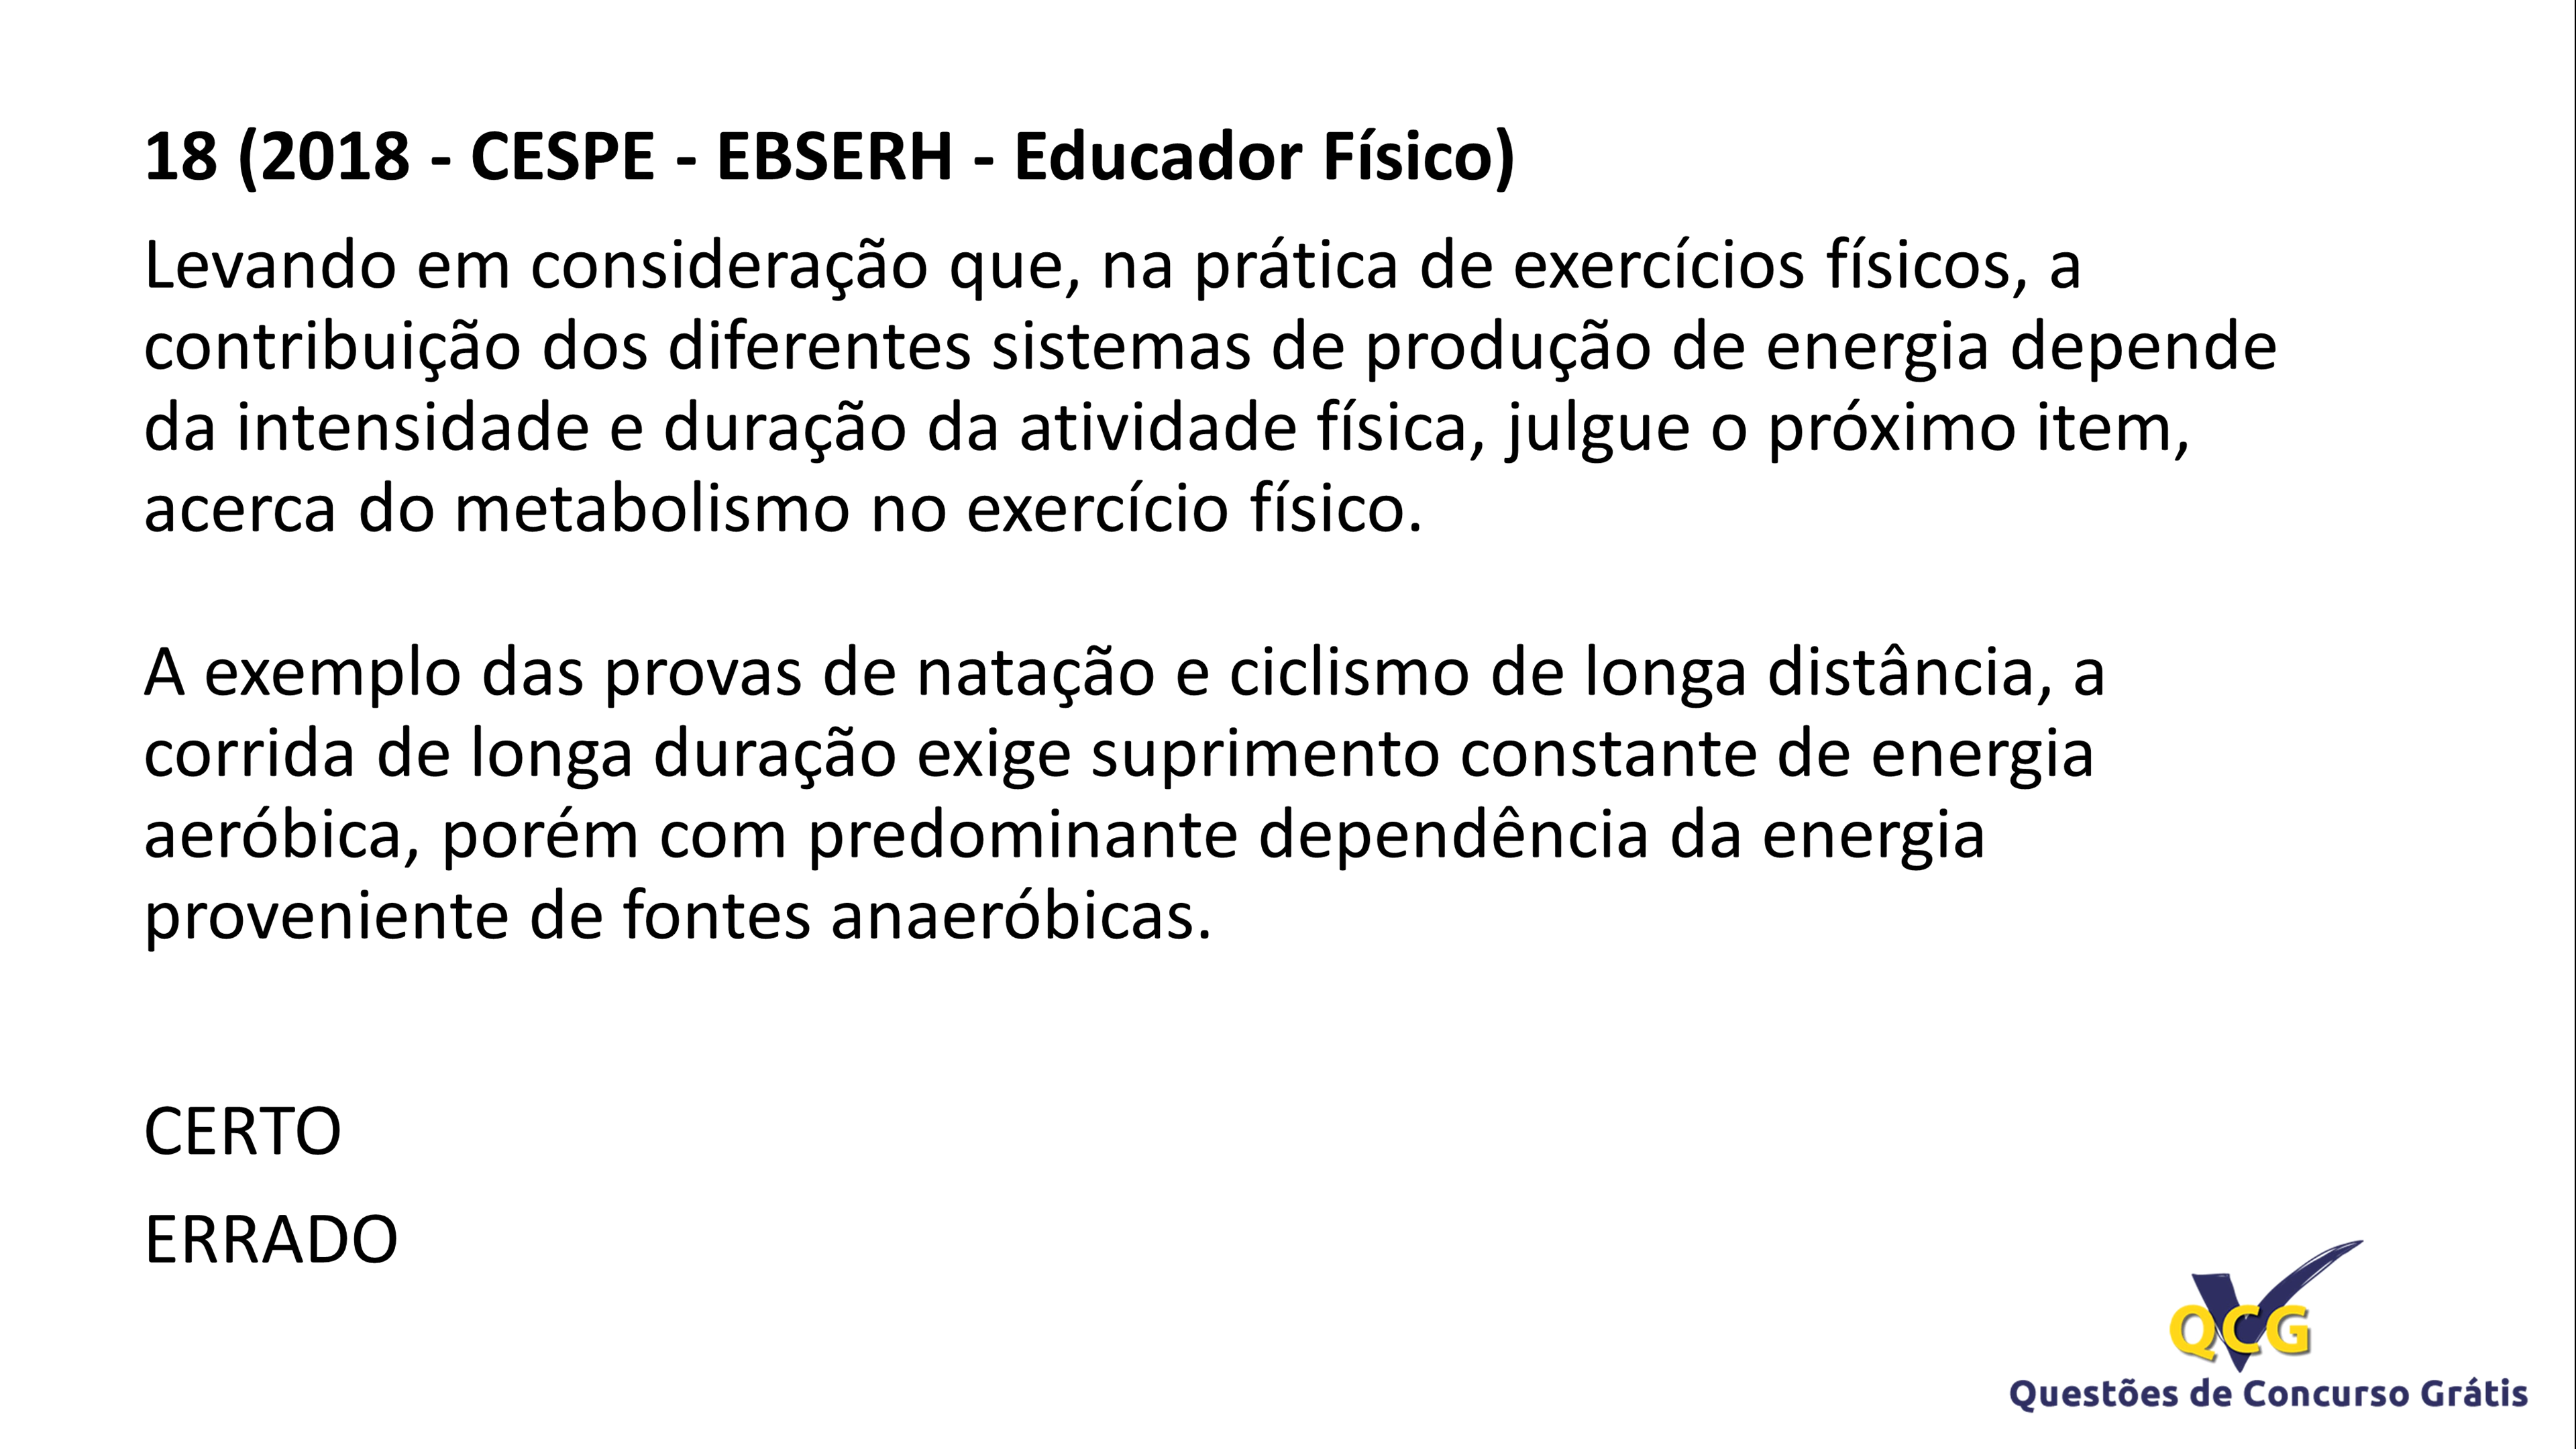 18 (2018 - CESPE - EBSERH - Educador Físico)
Levando em consideração que, na prática de exercícios físicos, a
contribuição dos diferentes sistemas de produção de energia depende
da intensidade e duração da atividade física, julgue o próximo item,
acerca do metabolismo no exercício físico.
A exemplo das provas de natação e ciclismo de longa distância, a
corrida de longa duração exige suprimento constante de energia
aeróbica, porém com predominante dependência da energia
proveniente de fontes anaeróbicas.
CERTO
ERRADO
QCG
Questões de Concurso Grátis